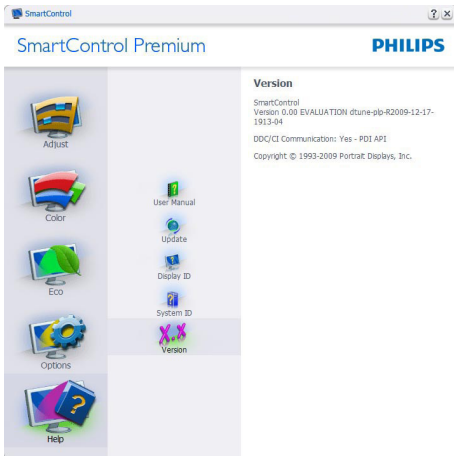 SmartControl
SmartControl Premium
PHILIPS
Adjust
Color
Eco
Options
Help
User Manual
Update
Display ID
System ID
X.X
Version
Version
SmartControl
Version 0.00 EVALUATION dtune-plp-R2009-12-17-
1913-04
DDC/CI Communication: Yes - PDI API
Copyright © 1993-2009 Portrait Displays, Inc.